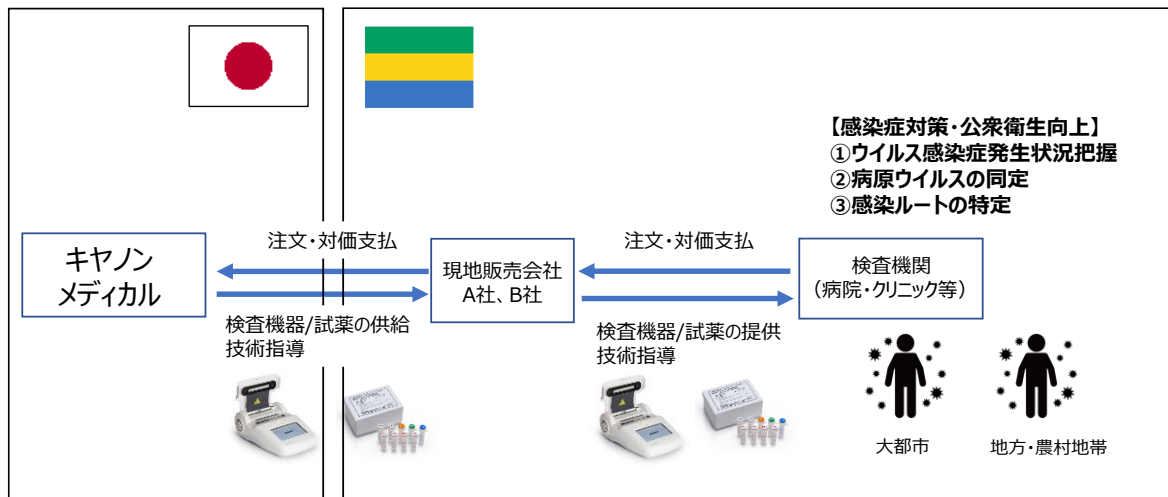 【感染症対策・公衆衛生向上】
①ウイルス感染症発生状況把握
②病原ウイルスの同定
③感染ルートの特定
キヤノン
メディカル
注文・対価支払
検査機器/試薬の供給
技術指導
現地販売会社
A社、B社
注文・対価支払
検査機器/試薬の提供
技術指導
検査機関
（病院・クリニック等）
大都市
地方・農村地帯